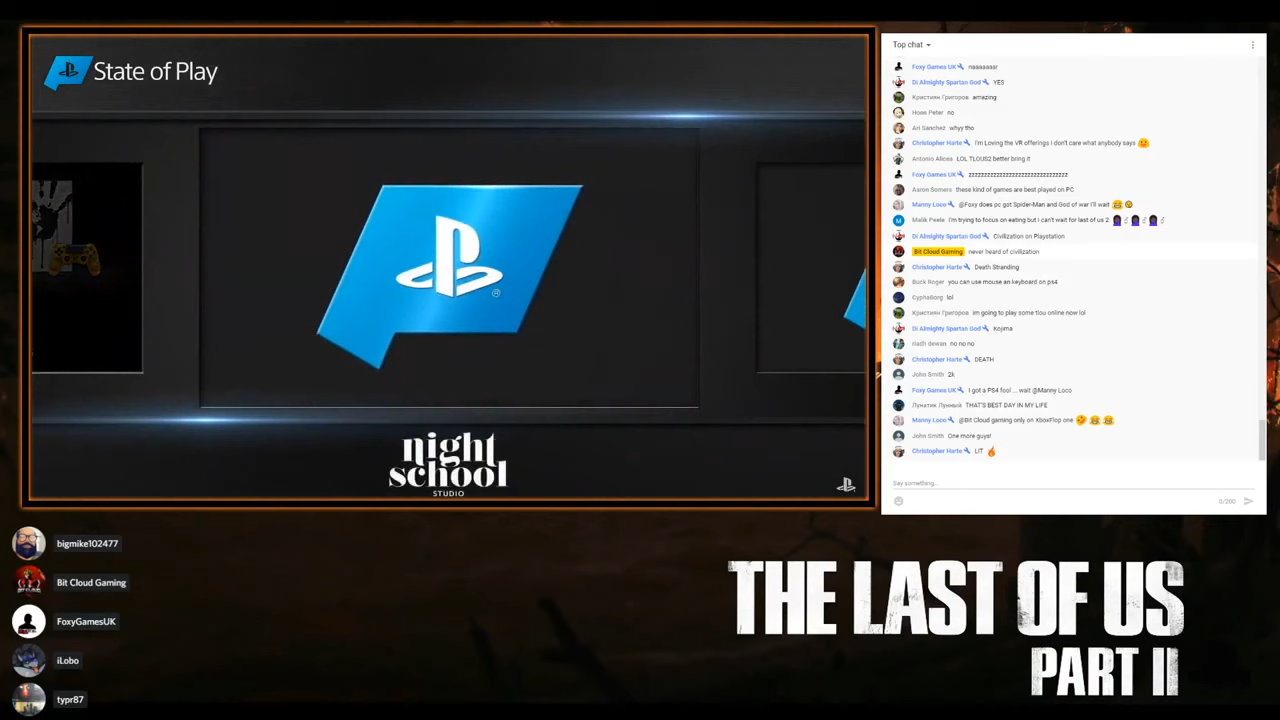 State of Play
night
school
STUDIO
Top chat
Foxy Games UK naaaaaasr
Di Almighty Spartan God YES
Кристиян Григоров amazing
Hons Peter no
Ari Sanchez whyy tho
Christopher Harte I'm Loving the VR offerings I don't care what anybody says
Antonio Alicea LOL TLOUS2 better bring it
Foxy Games UK zzzzzzzzzzzzzzzzzzzzzzzzzzzzzzzz
Aaron Somers these kind of games are best played on PC
Manny Loco @Foxy does pc got Spider-Man and God of war I'll wait
Malik Peele I'm trying to focus on eating but I can't wait for last of us 2
Di Almighty Spartan God Civilization on Playstation
Bit Cloud Gaming never heard of civilization
Christopher Harte Death Stranding
Buck Roger you can use mouse an keyboard on ps4
CyphaBorg lol
Кристиян Григоров im going to play some tlou online now lol
Di Almighty Spartan God Kojima
riadh dewan no no no
Christopher Harte DEATH
John Smith 2k
Foxy Games UK I got a PS4 fool ... wait @Manny Loco
Лунатик Лунный THAT'S BEST DAY IN MY LIFE
Manny Loco @Bit Cloud gaming only on XboxFlop one
John Smith One more guys!
Christopher Harte LIT
Say something...
0/200
bigmike102477
Bit Cloud Gaming
FoxyGamesUK
iLobo
typr87
THE LAST OF US
PART II